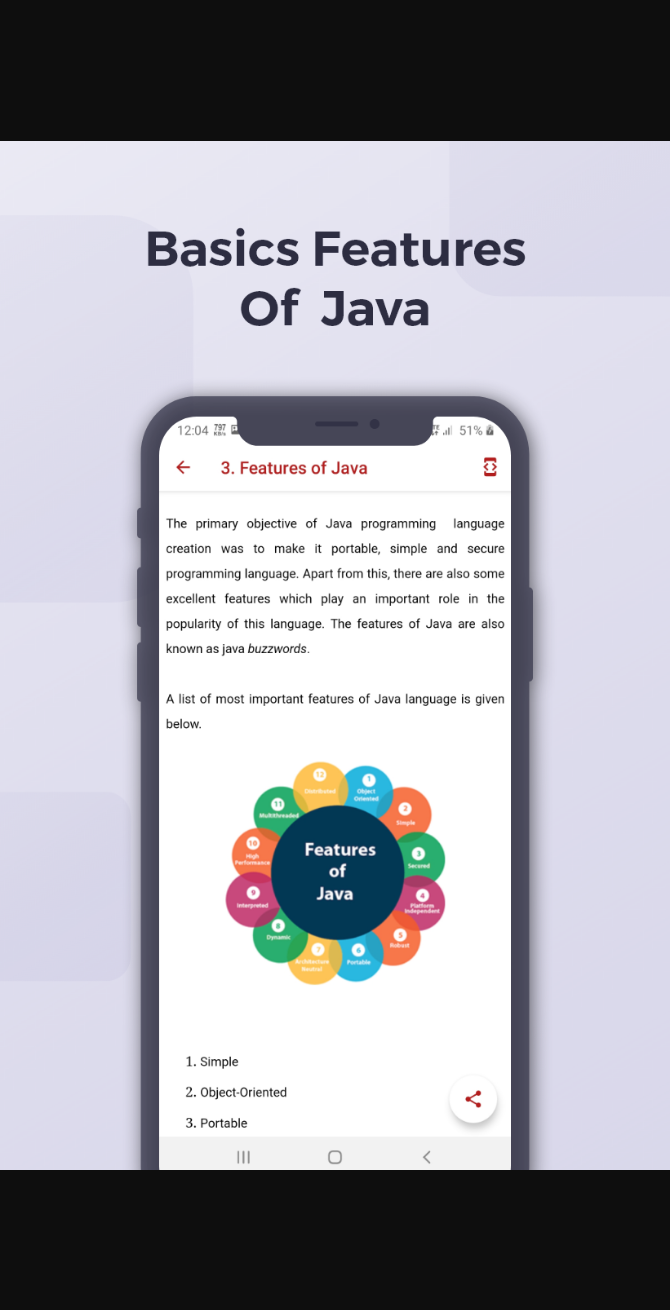 Basics Features
Of Java
12:04
797
KB/s
51%
3. Features of Java
The primary objective of Java programming language
creation was to make it portable, simple and secure
programming language. Apart from this, there are also some
excellent features which play an important role in the
popularity of this language. The features of Java are also
known as java buzzwords.
A list of most important features of Java language is given
below.
12
Distributed
1
Object
Oriented
11
Multithreaded
2
Simple
10
High
Performance
Features
of
Java
3
Secured
9
Interpreted
4
Platform
Independent
8
Dynamic
5
Robust
7
Architecture
Neutral
6
Portable
1. Simple
2. Object-Oriented
3. Portable